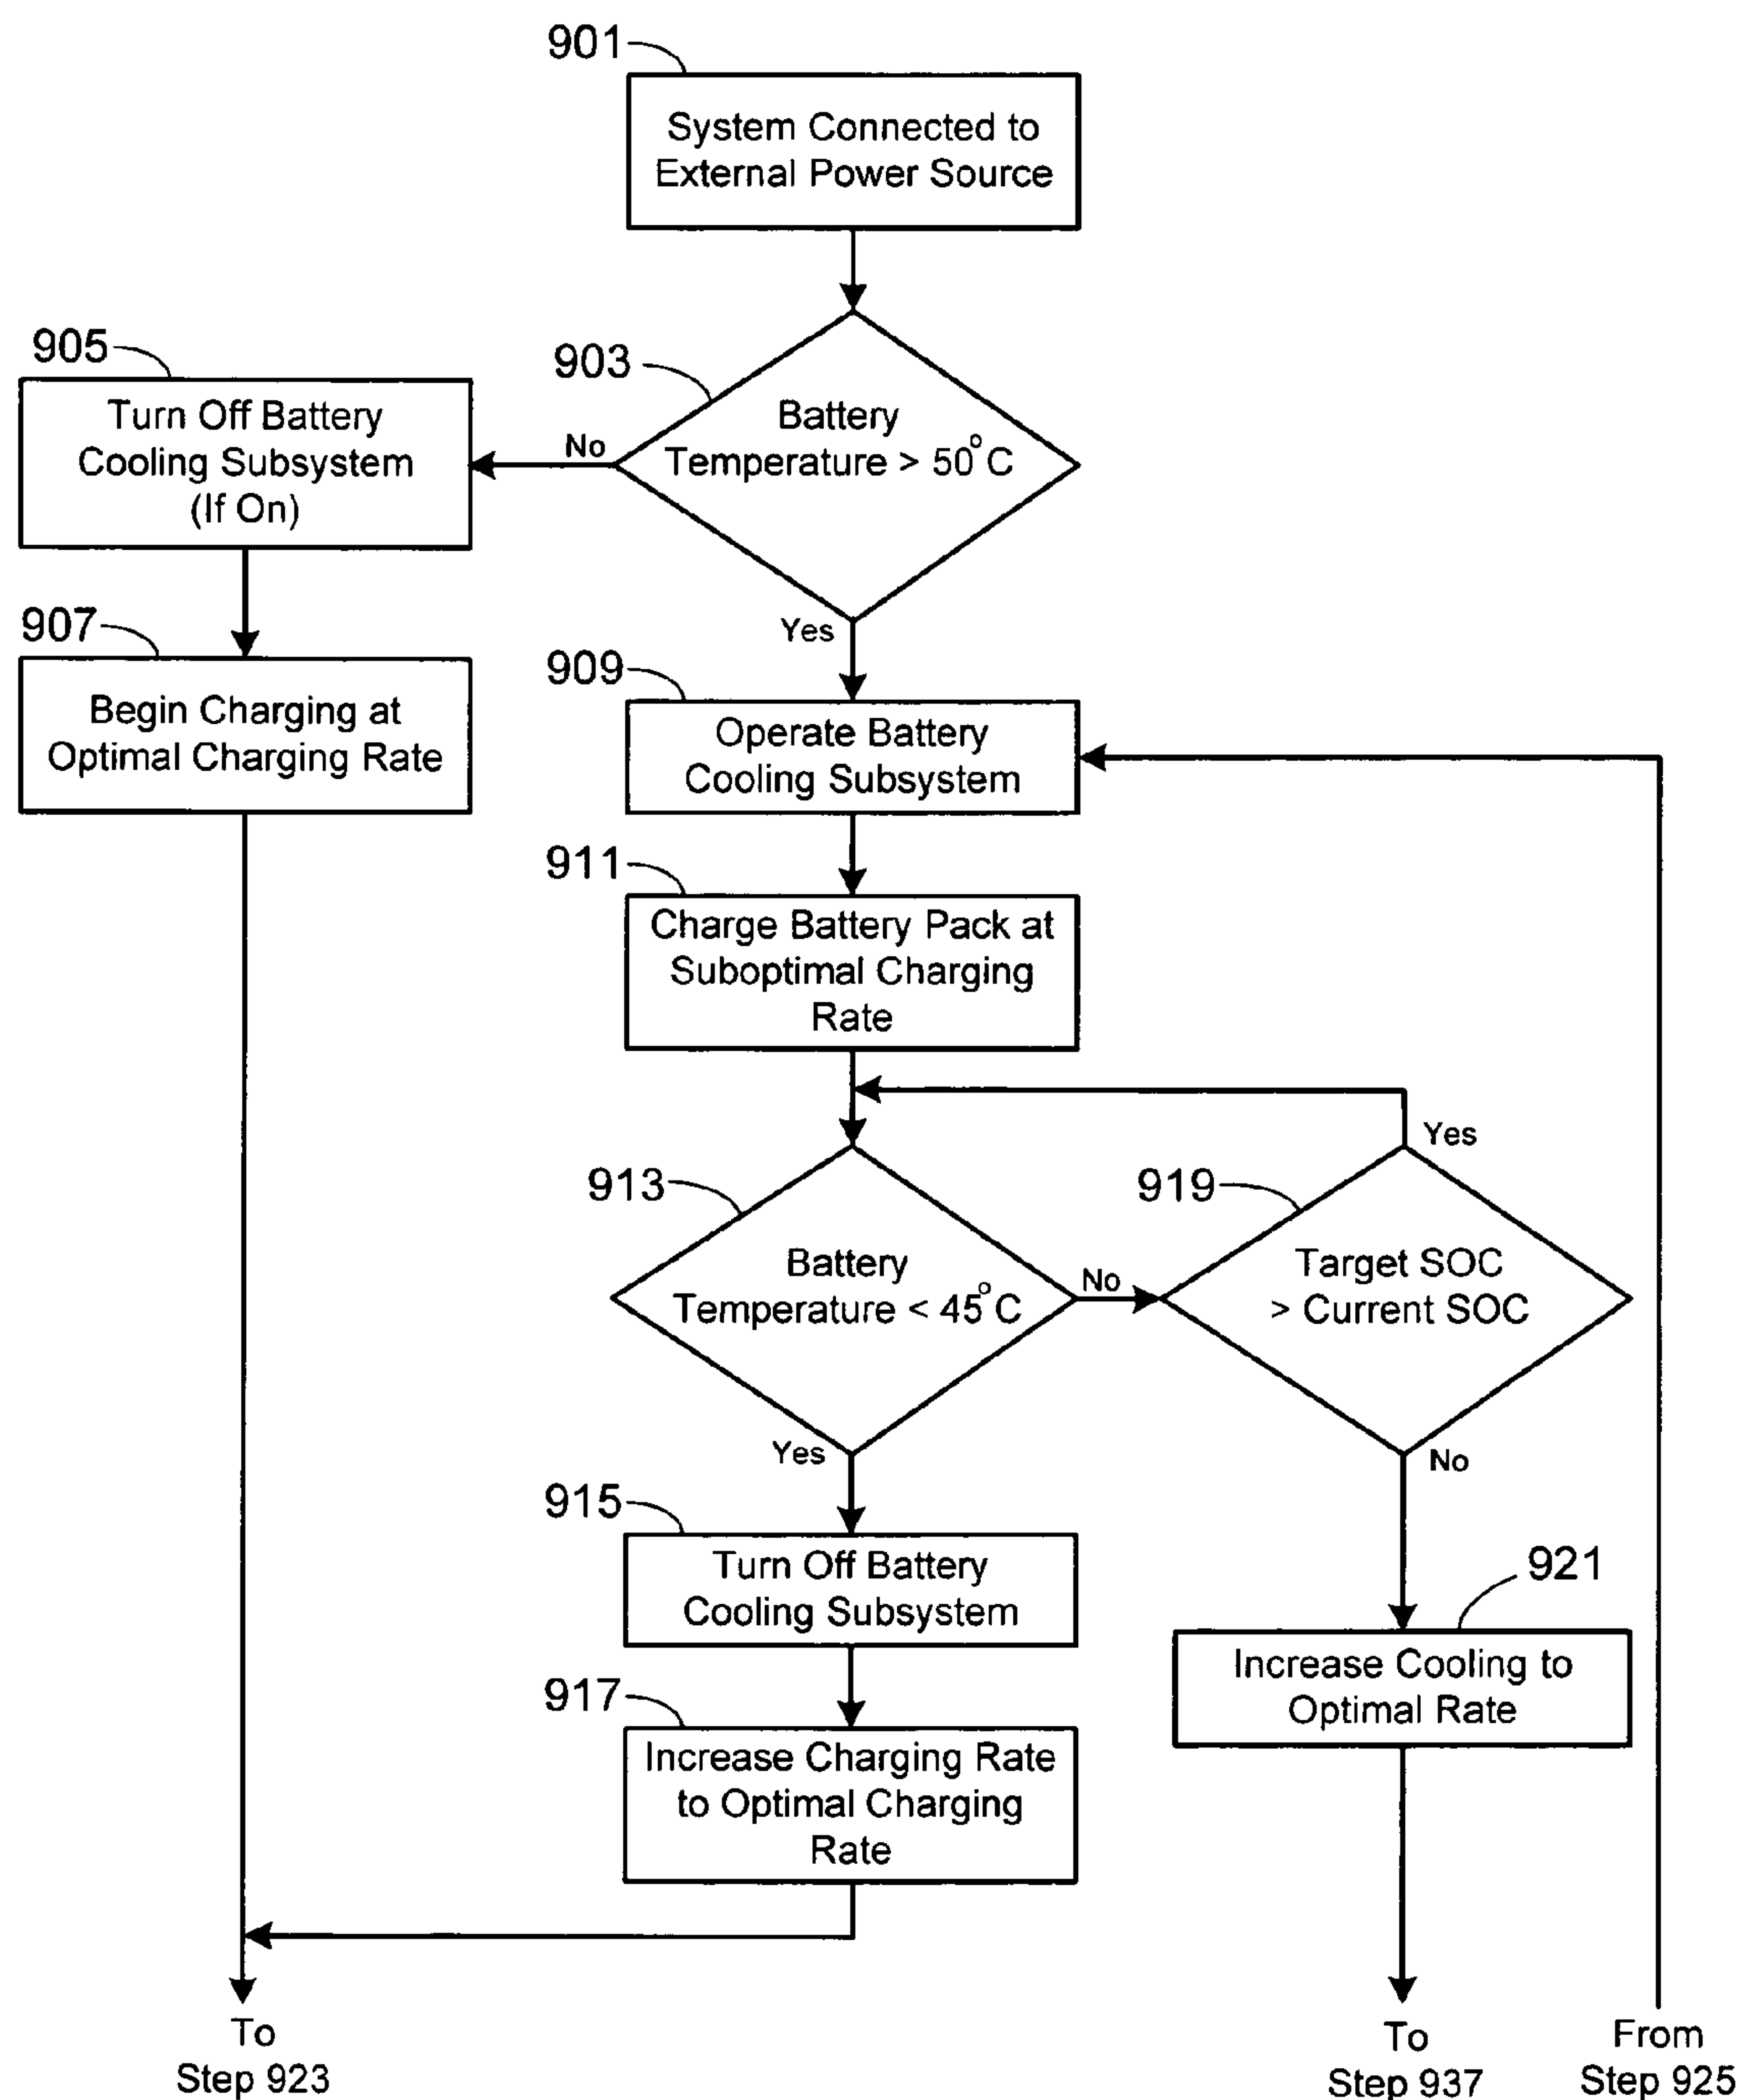 901
System Connected to
External Power Source
903
Battery
Temperature > 50°C
No
Yes
905
Turn Off Battery
Cooling Subsystem
(If On)
907
Begin Charging at
Optimal Charging Rate
909
Operate Battery
Cooling Subsystem
911
Charge Battery Pack at
Suboptimal Charging
Rate
913
Battery
Temperature < 45°C
No
Yes
919
Target SOC
> Current SOC
Yes
No
915
Turn Off Battery
Cooling Subsystem
917
Increase Charging Rate
to Optimal Charging
Rate
921
Increase Cooling to
Optimal Rate
To
Step 923
To
Step 937
From
Step 925